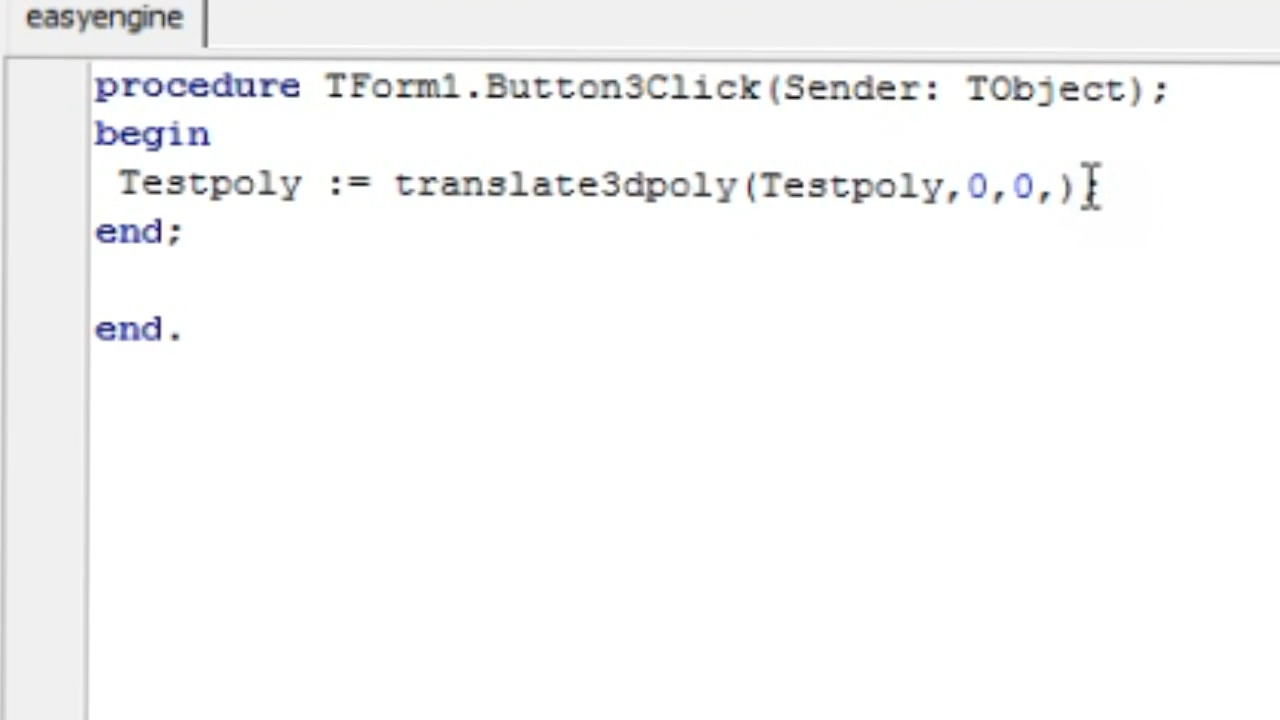 easyengine
procedure TForm1.Button3Click(Sender: TObject);
begin
Testpoly := translate3dpoly(Testpoly,0,0,);
end;
end.